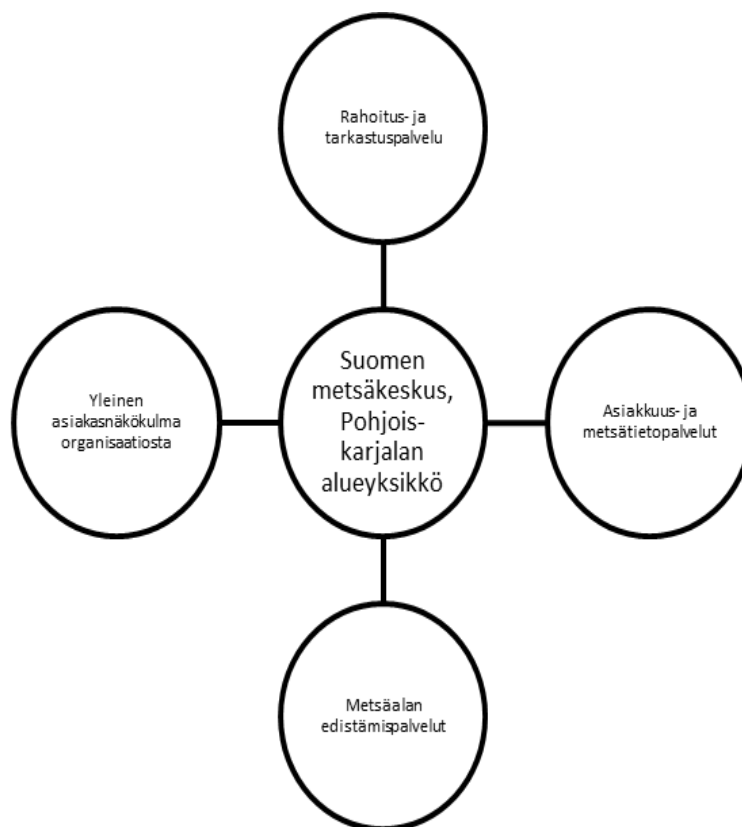 Rahoitus- ja
tarkastuspalvelu
Yleinen
asiakasnäkökulma
organisaatiosta
Suomen
metsäkeskus,
Pohjois-
karjalan
alueyksikkö
Asiakkuus- ja
metsätietopalvelut
Metsäalan
edistämispalvelut